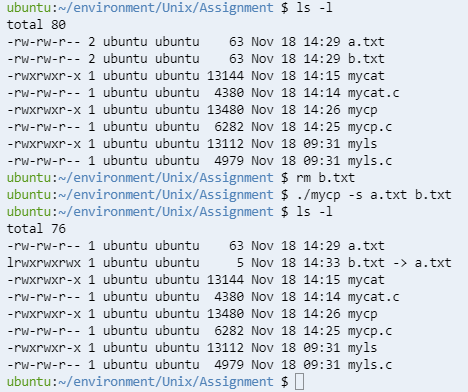 ubuntu:~/environment/Unix/Assignment $ ls -l
total 80
-rw-rw-r-- 2 ubuntu ubuntu    63 Nov 18 14:29 a.txt
-rw-rw-r-- 2 ubuntu ubuntu    63 Nov 18 14:29 b.txt
-rwxrwxr-x 1 ubuntu ubuntu 13144 Nov 18 14:15 mycat
-rw-rw-r-- 1 ubuntu ubuntu  4380 Nov 18 14:14 mycat.c
-rwxrwxr-x 1 ubuntu ubuntu 13480 Nov 18 14:26 mycp
-rw-rw-r-- 1 ubuntu ubuntu  6282 Nov 18 14:25 mycp.c
-rwxrwxr-x 1 ubuntu ubuntu 13112 Nov 18 09:31 myls
-rw-rw-r-- 1 ubuntu ubuntu  4979 Nov 18 09:31 myls.c
ubuntu:~/environment/Unix/Assignment $ rm b.txt
ubuntu:~/environment/Unix/Assignment $ ./mycp -s a.txt b.txt
ubuntu:~/environment/Unix/Assignment $ ls -l
total 76
-rw-rw-r-- 1 ubuntu ubuntu    63 Nov 18 14:29 a.txt
lrwxrwxrwx 1 ubuntu ubuntu     5 Nov 18 14:33 b.txt -> a.txt
-rwxrwxr-x 1 ubuntu ubuntu 13144 Nov 18 14:15 mycat
-rw-rw-r-- 1 ubuntu ubuntu  4380 Nov 18 14:14 mycat.c
-rwxrwxr-x 1 ubuntu ubuntu 13480 Nov 18 14:26 mycp
-rw-rw-r-- 1 ubuntu ubuntu  6282 Nov 18 14:25 mycp.c
-rwxrwxr-x 1 ubuntu ubuntu 13112 Nov 18 09:31 myls
-rw-rw-r-- 1 ubuntu ubuntu  4979 Nov 18 09:31 myls.c
ubuntu:~/environment/Unix/Assignment $